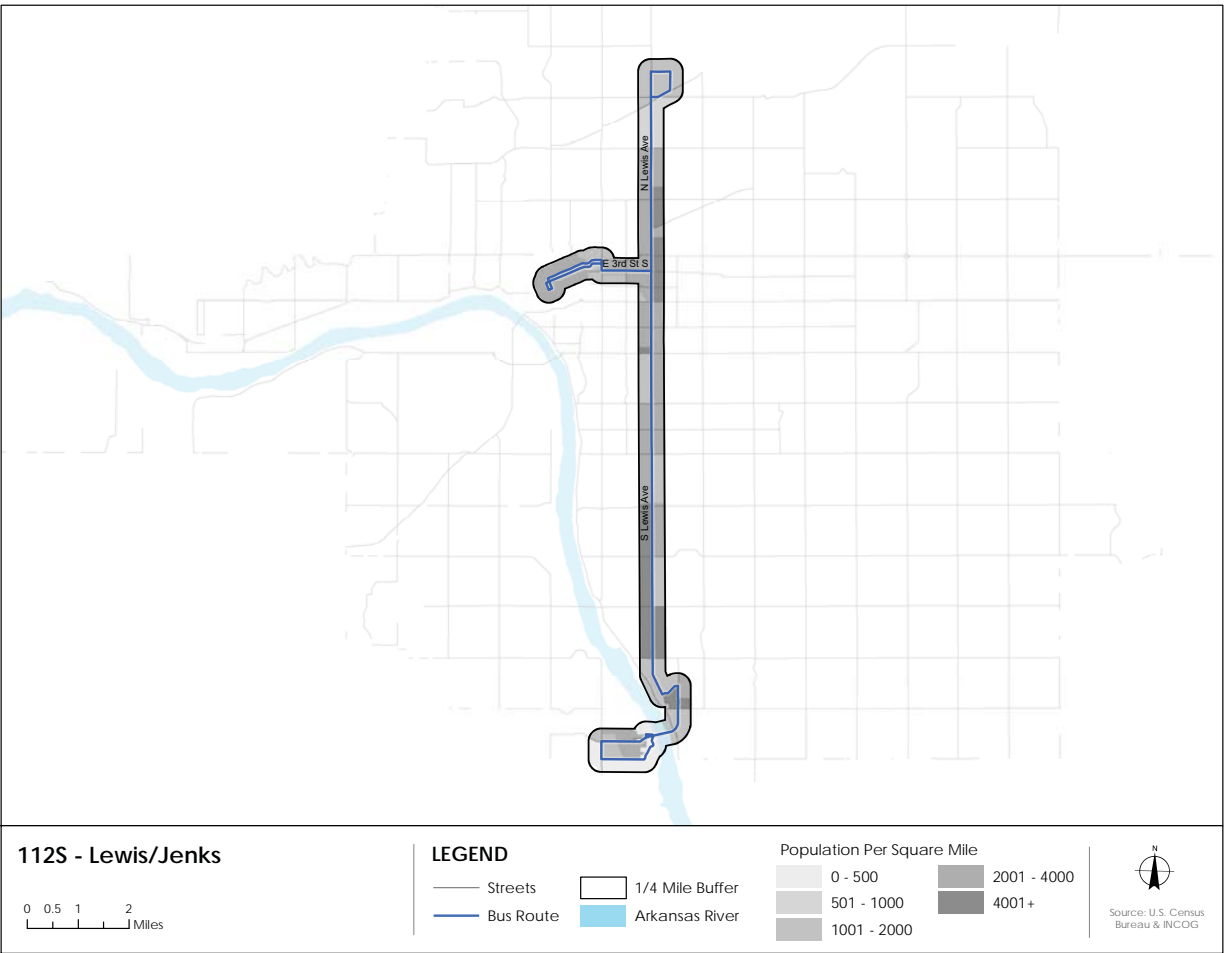 N Lewis Ave
E 3rd St S
S Lewis Ave
112S - Lewis/Jenks
0 0.5 1 2
Miles
LEGEND
Streets
Bus Route
1/4 Mile Buffer
Arkansas River
Population Per Square Mile
0 - 500
501 - 1000
1001 - 2000
2001 - 4000
4001+
N
Source: U.S. Census
Bureau & INCOG